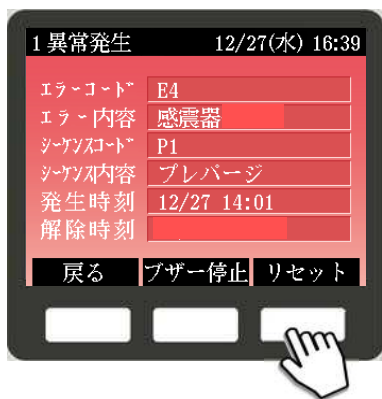 1 異常発生 12/27(水) 16:39
エラーコード E4
エラー内容 感震器
シーケンスコード P1
シーケンス内容 プレパージ
発生時刻 12/27 14:01
解除時刻
戻る ブザー停止 リセット